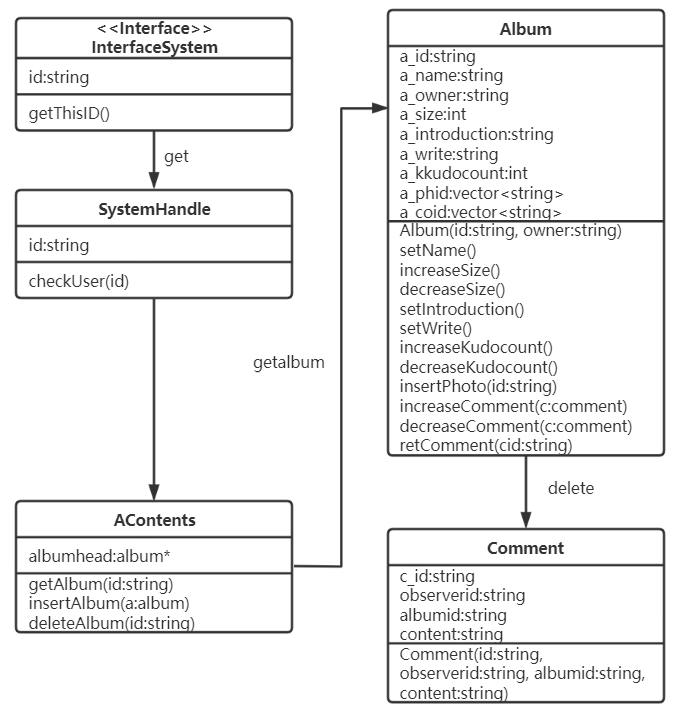 <<Interface>>
InterfaceSystem
id:string
getThisID()
get
SystemHandle
id:string
checkUser(id)
getalbum
AContents
albumhead:album*
getAlbum(id:string)
insertAlbum(a:album)
deleteAlbum(id:string)
Album
a_id:string
a_name:string
a_owner:string
a_size:int
a_introduction:string
a_write:string
a_kkudocount:int
a_phid:vector<string>
a_coid:vector<string>
Album(id:string, owner:string)
setName()
increaseSize()
decreaseSize()
setIntroduction()
setWrite()
increaseKudocount()
decreaseKudocount()
insertPhoto(id:string)
increaseComment(c:comment)
decreaseComment(c:comment)
retComment(cid:string)
delete
Comment
c_id:string
observerid:string
albumid:string
content:string
Comment(id:string,
observerid:string, albumid:string,
content:string)